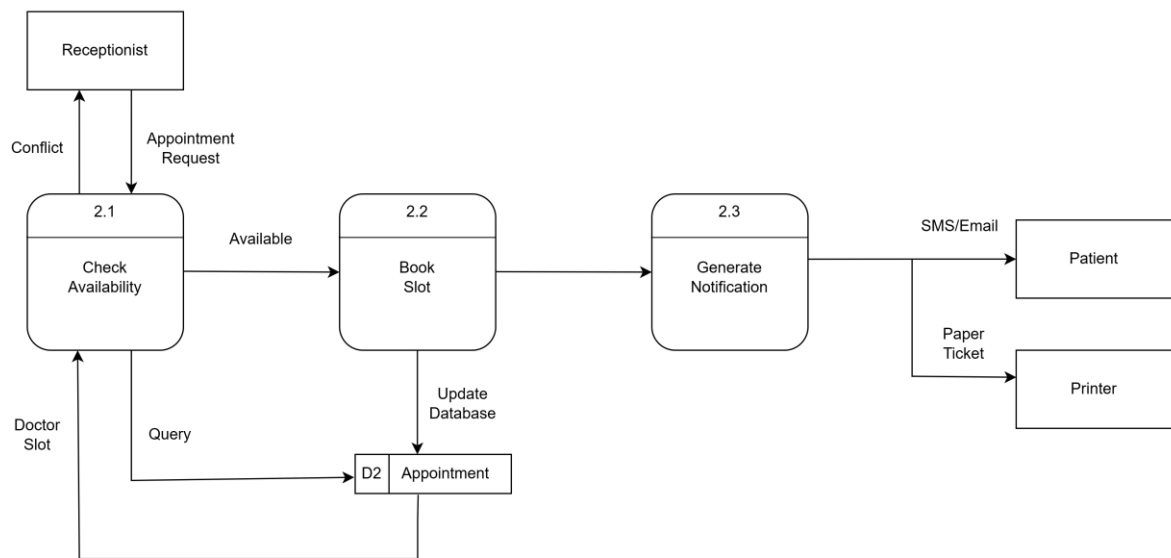 Receptionist
Conflict
Appointment
Request
2.1
Check
Availability
Available
2.2
Book
Slot
2.3
Generate
Notification
SMS/Email
Patient
Paper
Ticket
Printer
Doctor
Slot
Query
Update
Database
D2
Appointment